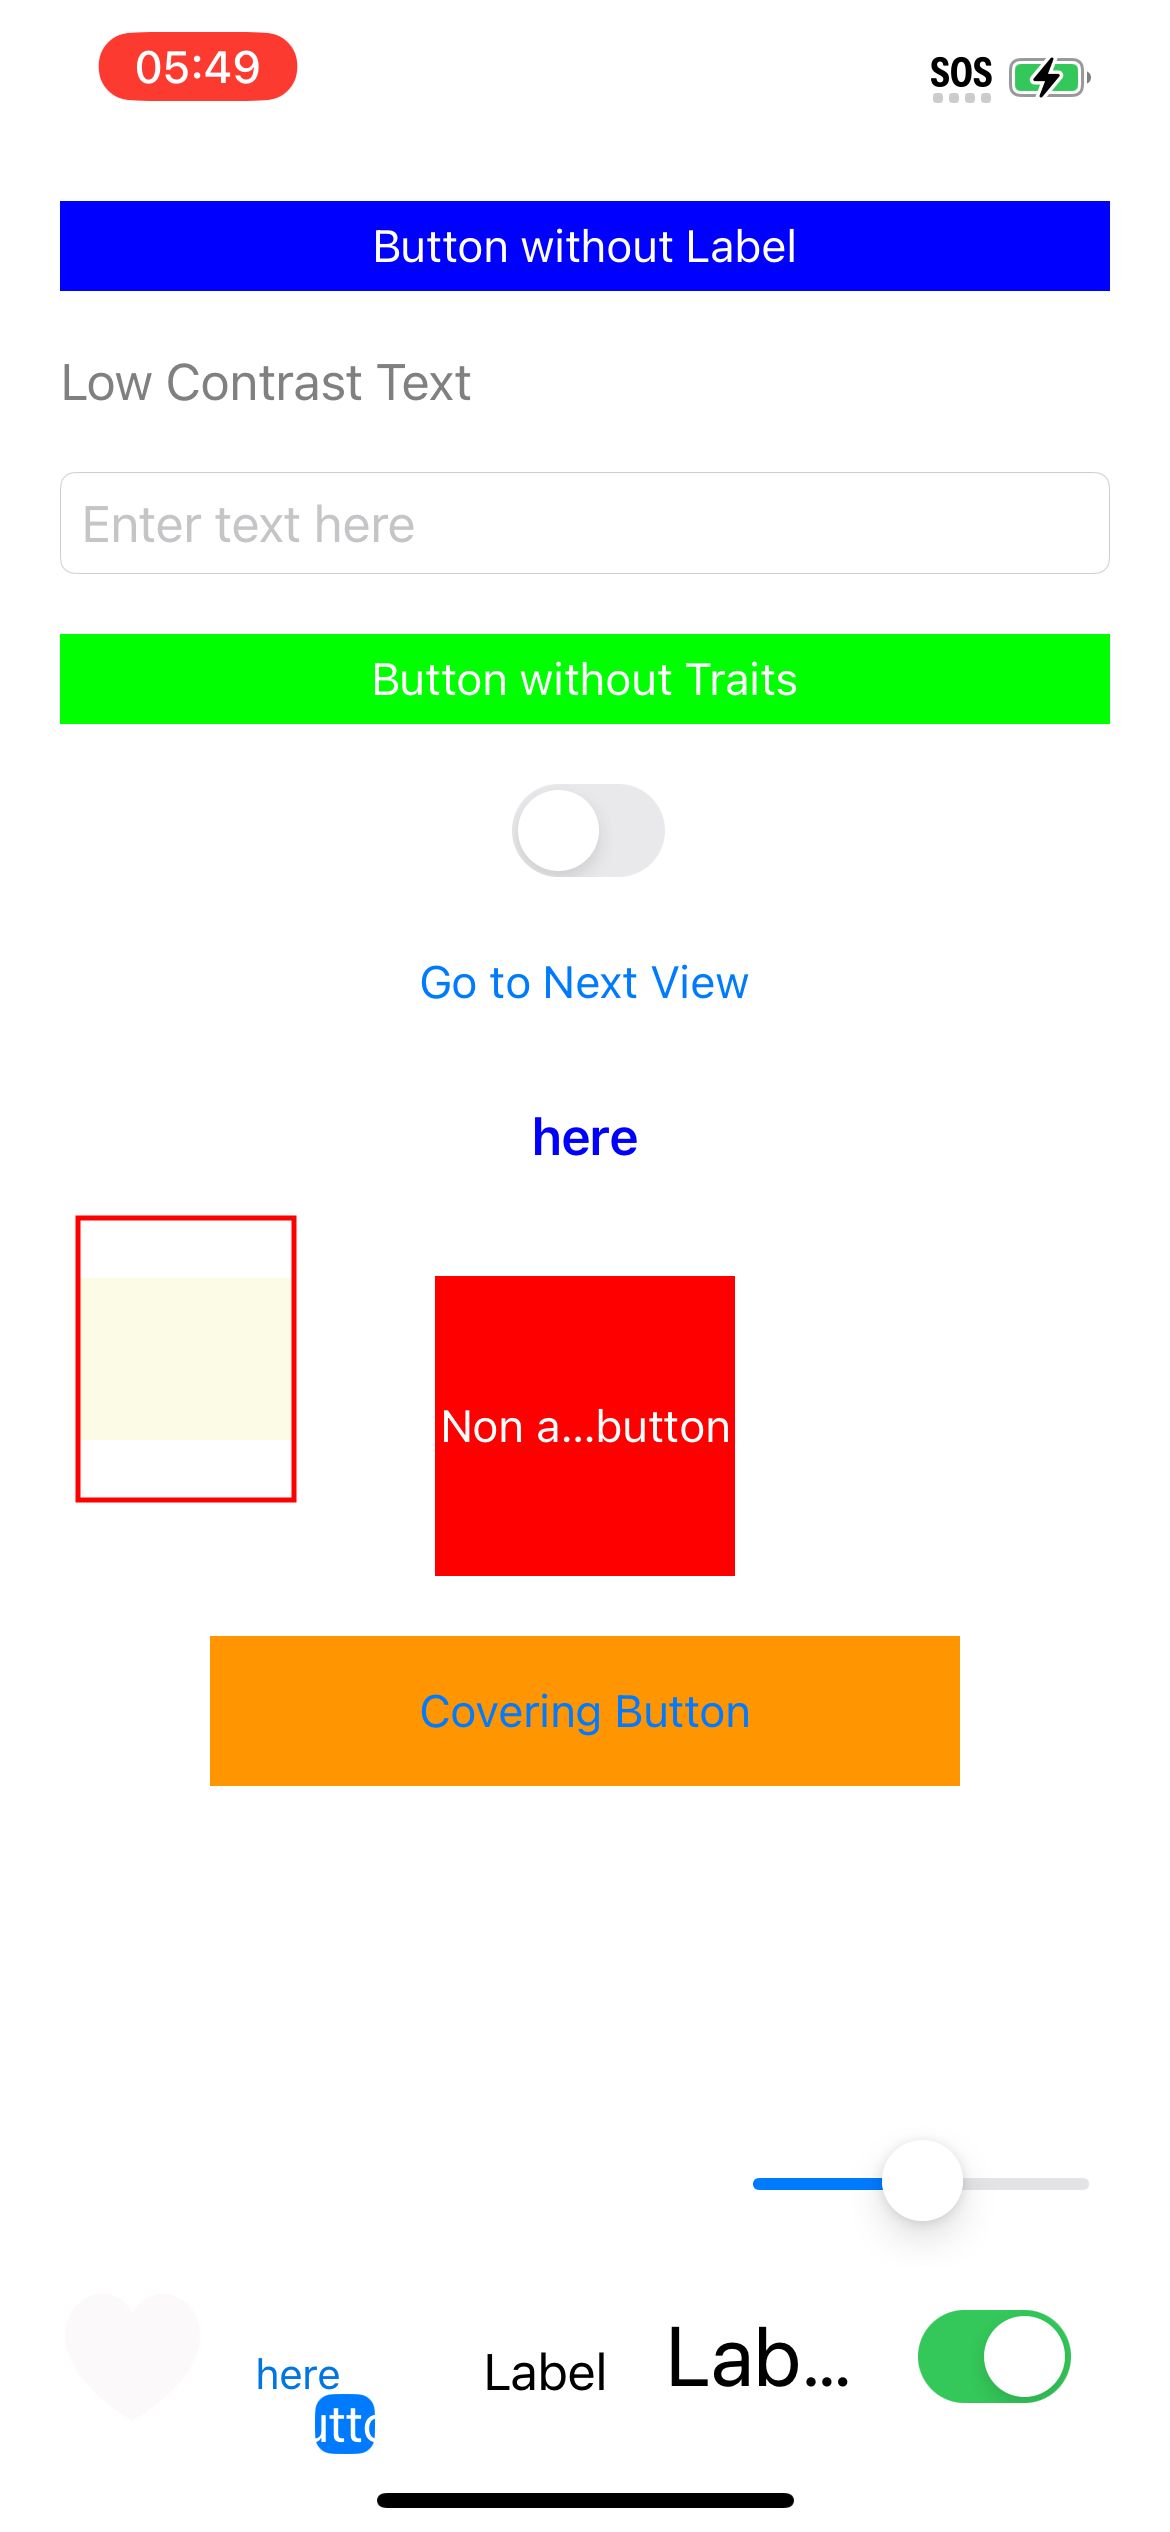 05:49
SOS
Button without Label
Low Contrast Text
Enter text here
Button without Traits
Go to Next View
here
Non a...button
Covering Button
here
Label
Lab...
utto